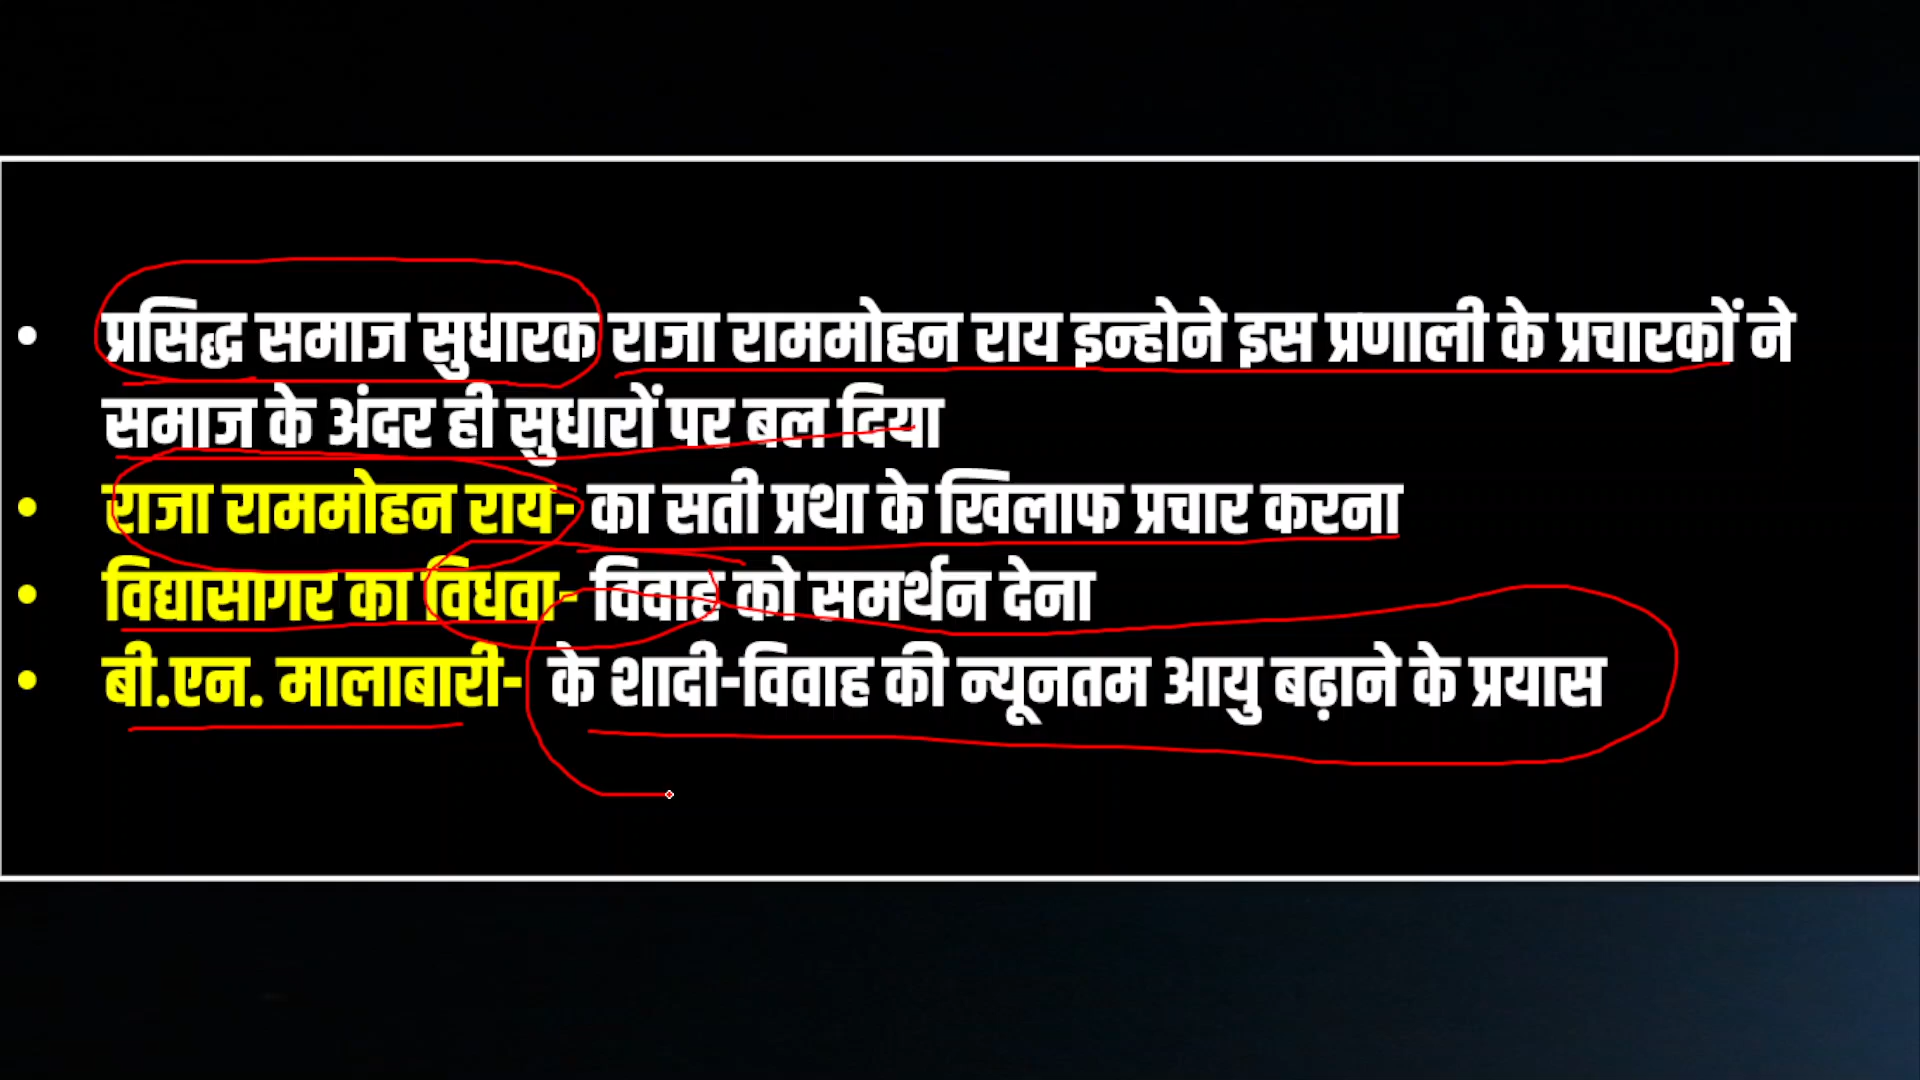 • प्रसिद्ध समाज सुधारक राजा राममोहन राय इन्होने इस प्रणाली के प्रचारकों ने
समाज के अंदर ही सुधारों पर बल दिया
• राजा राममोहन राय- का सती प्रथा के खिलाफ प्रचार करना
• विद्यासागर का विधवा- विवाह को समर्थन देना
• बी.एन. मालाबारी- के शादी-विवाह की न्यूनतम आयु बढ़ाने के प्रयास